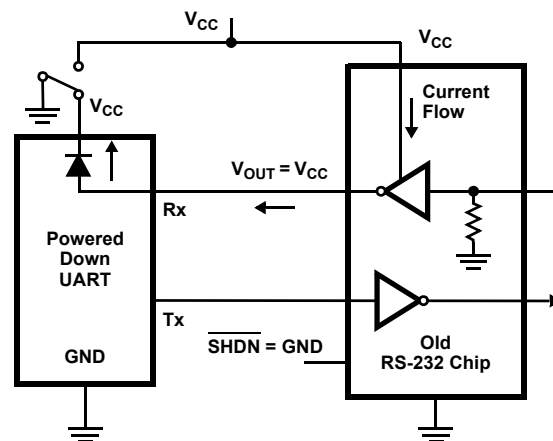 VCC
VCC
VCC
Current
Flow
VOUT = VCC
Rx
Powered
Down
UART
Tx
SHDN = GND
Old
RS-232 Chip
GND